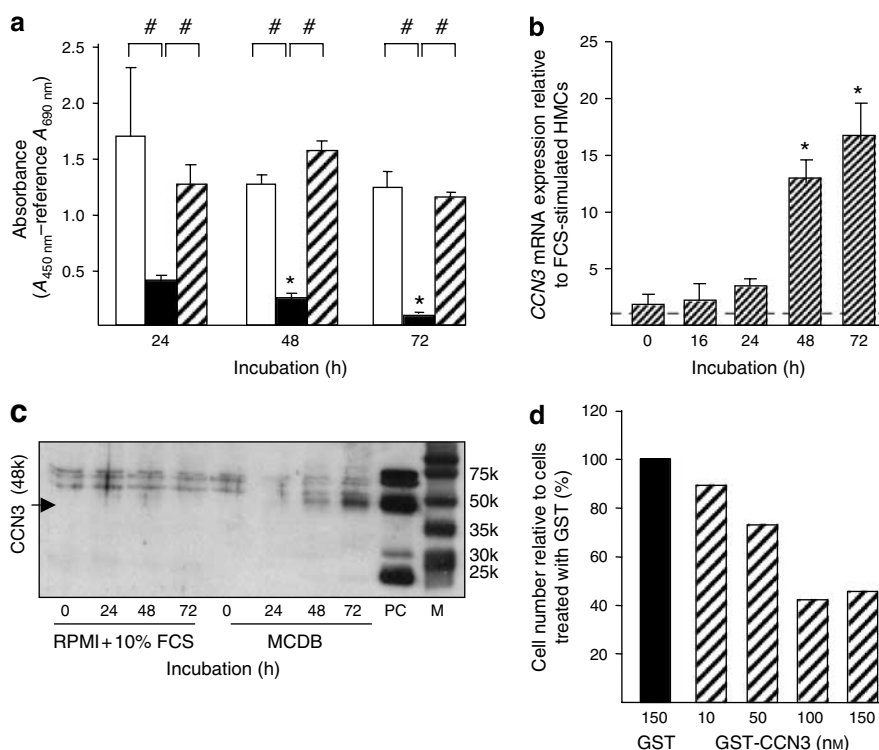 a
# # # # # #
Absorbance
(A450 nm–reference A690 nm)
2.5
2.0
1.5
1.0
0.5
* *
24 48 72
Incubation (h)
b
CCN3 mRNA expression relative
to FCS-stimulated HMCs
25
20
15
10
5
* *
0 16 24 48 72
Incubation (h)
c
CCN3 (48k)
75k
50k
35k
30k
25k
0 24 48 72 0 24 48 72 PC M
RPMI+10% FCS MCDB
Incubation (h)
d
Cell number relative to cells
treated with GST (%)
120
100
80
60
40
20
150 10 50 100 150
GST GST-CCN3 (nM)